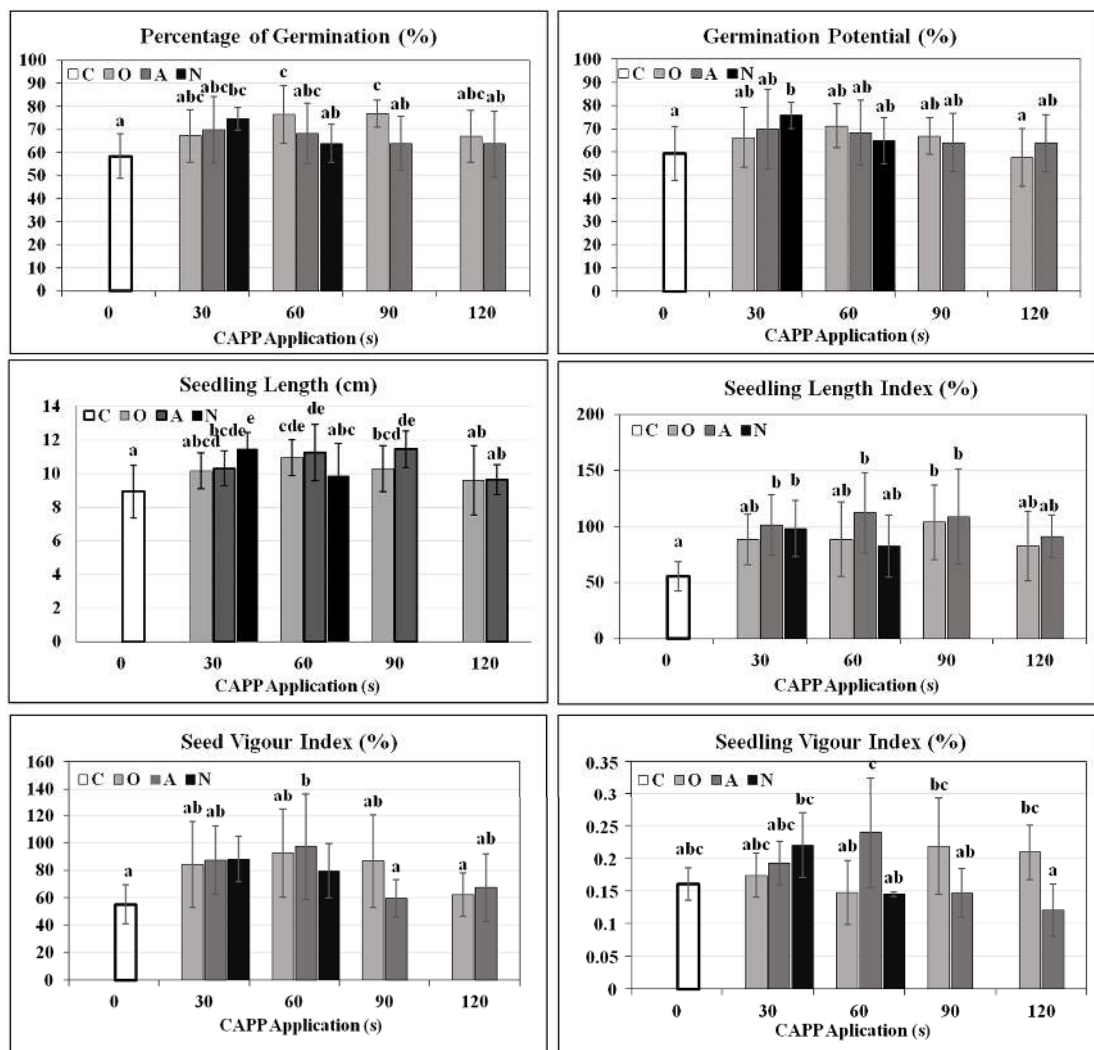 Percentage of Germination (%)
100
90
80
70
60
50
40
30
20
10
0
C O A N
a
abc
abc
bc
c
abc
ab
c
ab
abc
ab
0 30 60 90 120
CAPP Application (s)
Germination Potential (%)
100
90
80
70
60
50
40
30
20
10
0
C O A N
a
ab
ab
b
ab
ab
ab
ab
ab
a
ab
0 30 60 90 120
CAPP Application (s)
Seedling Length (cm)
14
12
10
8
6
4
2
0
C O A N
a
abcd
bcde
e
cde
de
abc
bcd
de
ab
ab
0 30 60 90 120
CAPP Application (s)
Seedling Length Index (%)
200
150
100
50
0
C O A N
a
ab
b
b
ab
b
ab
b
b
ab
ab
0 30 60 90 120
CAPP Application (s)
Seed Vigour Index (%)
160
140
120
100
80
60
40
20
0
C O A N
a
ab
ab
ab
b
ab
a
a
ab
0 30 60 90 120
CAPP Application (s)
Seedling Vigour Index (%)
0.35
0.3
0.25
0.2
0.15
0.1
0.05
0
C O A N
abc
abc
abc
bc
ab
c
ab
bc
ab
bc
a
0 30 60 90 120
CAPP Application (s)